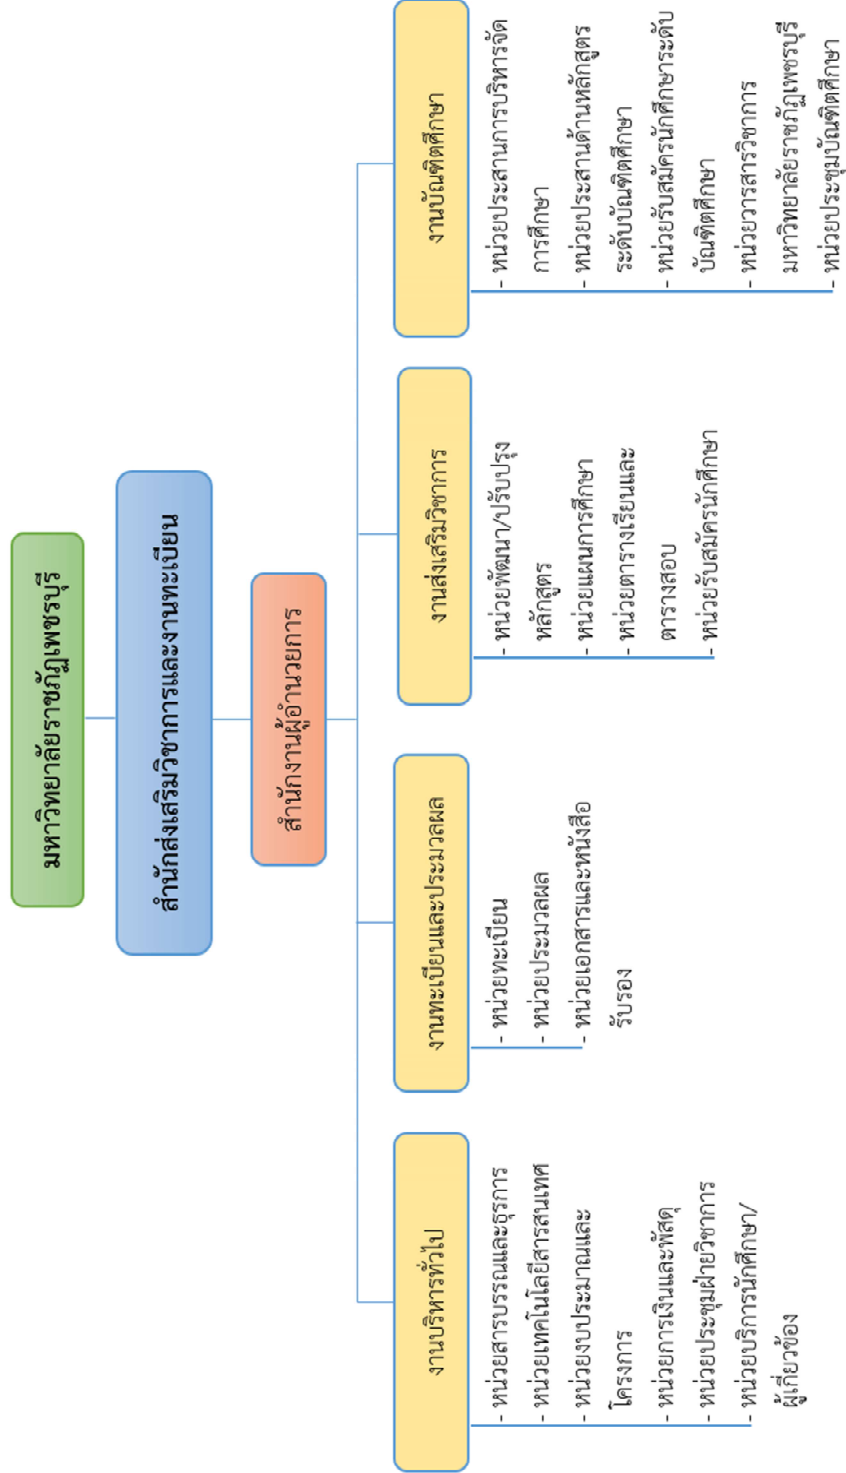 มหาวิทยาลัยราชภัฏเพชรบุรี
สำนักส่งเสริมวิชาการและงานทะเบียน
สำนักงานผู้อำนวยการ
งานบริหารทั่วไป
- หน่วยสารบรรณและธุรการ
- หน่วยเทคโนโลยีสารสนเทศ
- หน่วยงบประมาณและ
โครงการ
- หน่วยการเงินและพัสดุ
- หน่วยประชุมฝ่ายวิชาการ
- หน่วยบริการนักศึกษา/
ผู้เกี่ยวข้อง
งานทะเบียนและประมวลผล
- หน่วยทะเบียน
- หน่วยประมวลผล
- หน่วยเอกสารและหนังสือ
รับรอง
งานส่งเสริมวิชาการ
- หน่วยพัฒนา/ปรับปรุง
หลักสูตร
- หน่วยแผนการศึกษา
- หน่วยตารางเรียนและ
ตารางสอบ
- หน่วยรับสมัครนักศึกษา
งานบัณฑิตศึกษา
- หน่วยประสานการบริหารจัด
การศึกษา
- หน่วยประสานด้านหลักสูตร
ระดับบัณฑิตศึกษา
- หน่วยรับสมัครนักศึกษาระดับ
บัณฑิตศึกษา
- หน่วยวารสารวิชาการ
มหาวิทยาลัยราชภัฏเพชรบุรี
- หน่วยประชุมบัณฑิตศึกษา